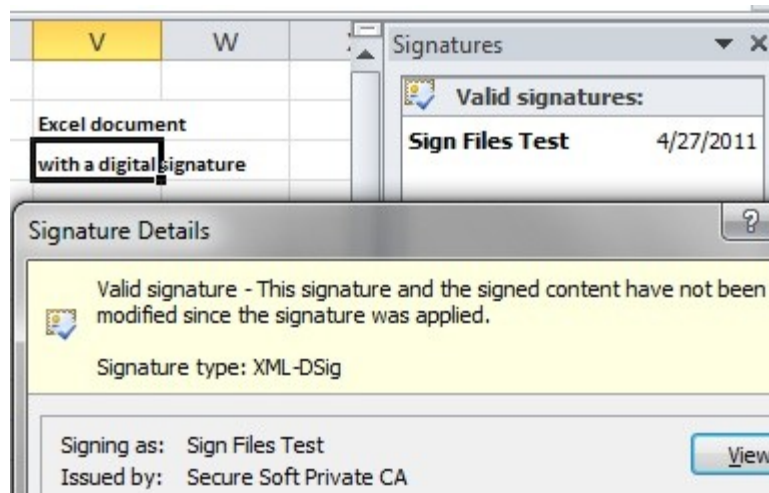 V W
Signatures
Valid signatures:
Excel document
Sign Files Test 4/27/2011
with a digital signature
Signature Details
Valid signature - This signature and the signed content have not been
modified since the signature was applied.
Signature type: XML-DSig
Signing as: Sign Files Test
View
Issued by: Secure Soft Private CA